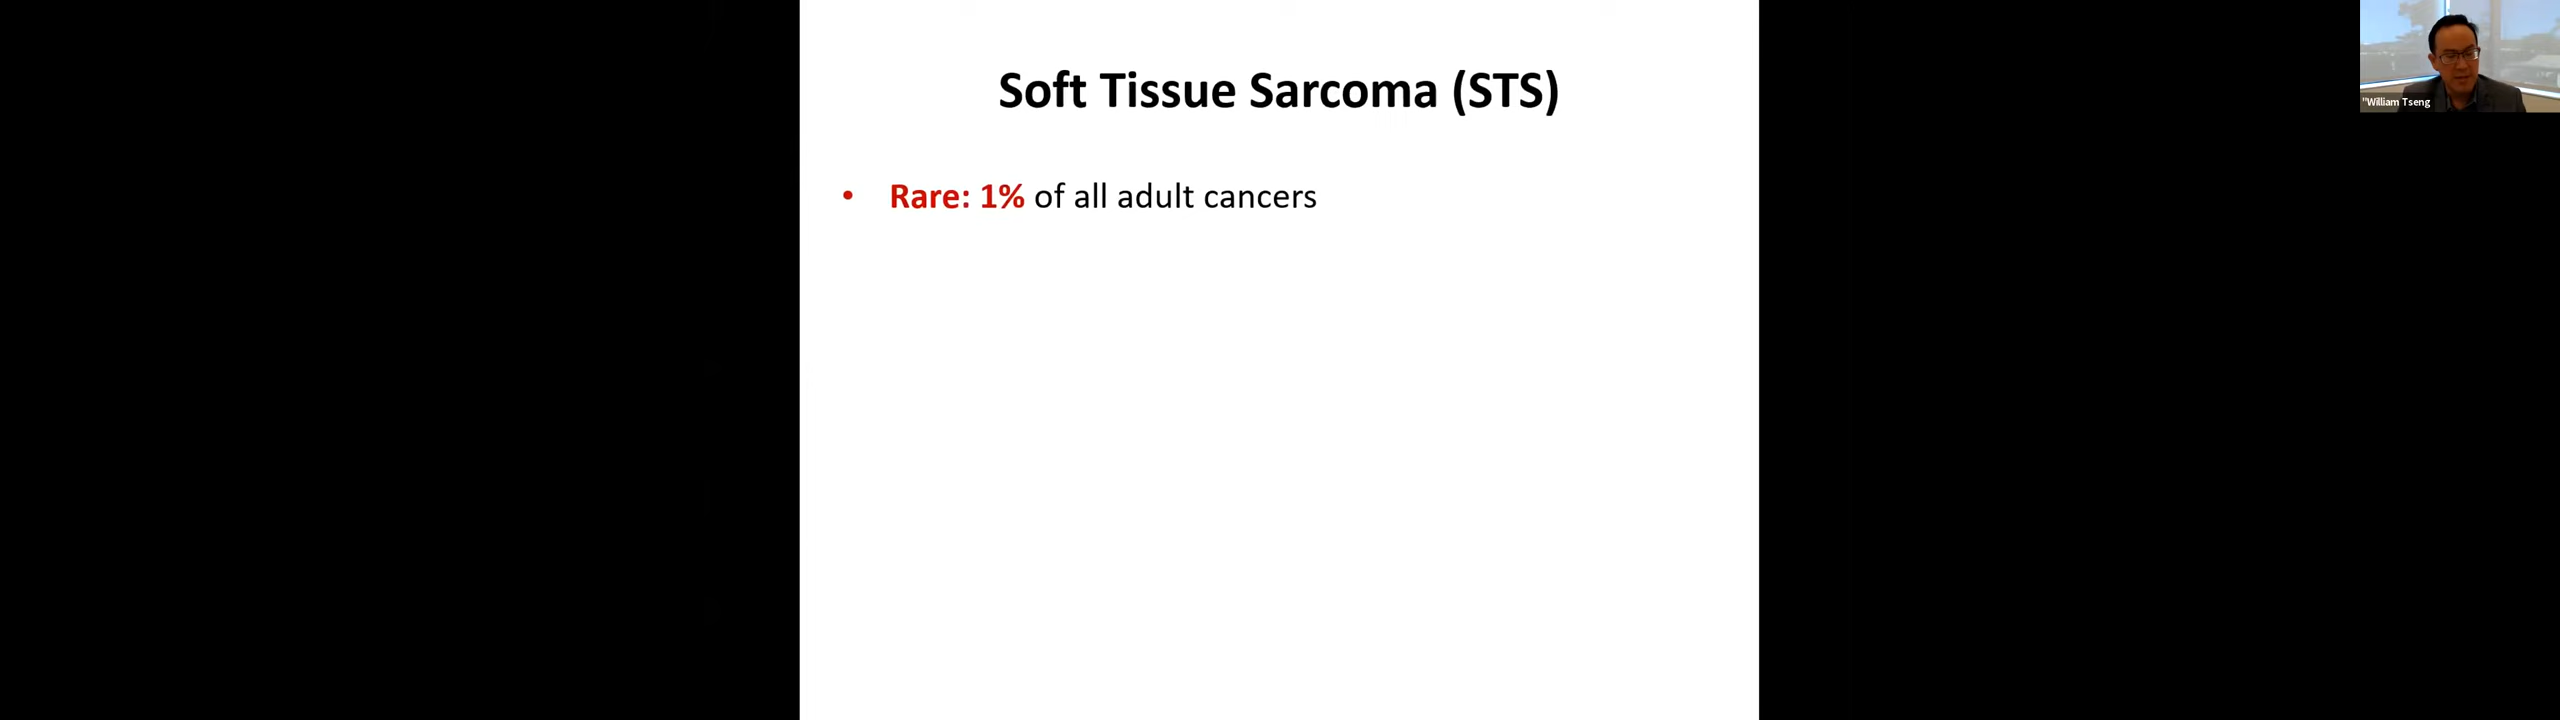 Soft Tissue Sarcoma (STS)
• Rare: 1% of all adult cancers
"William Tseng